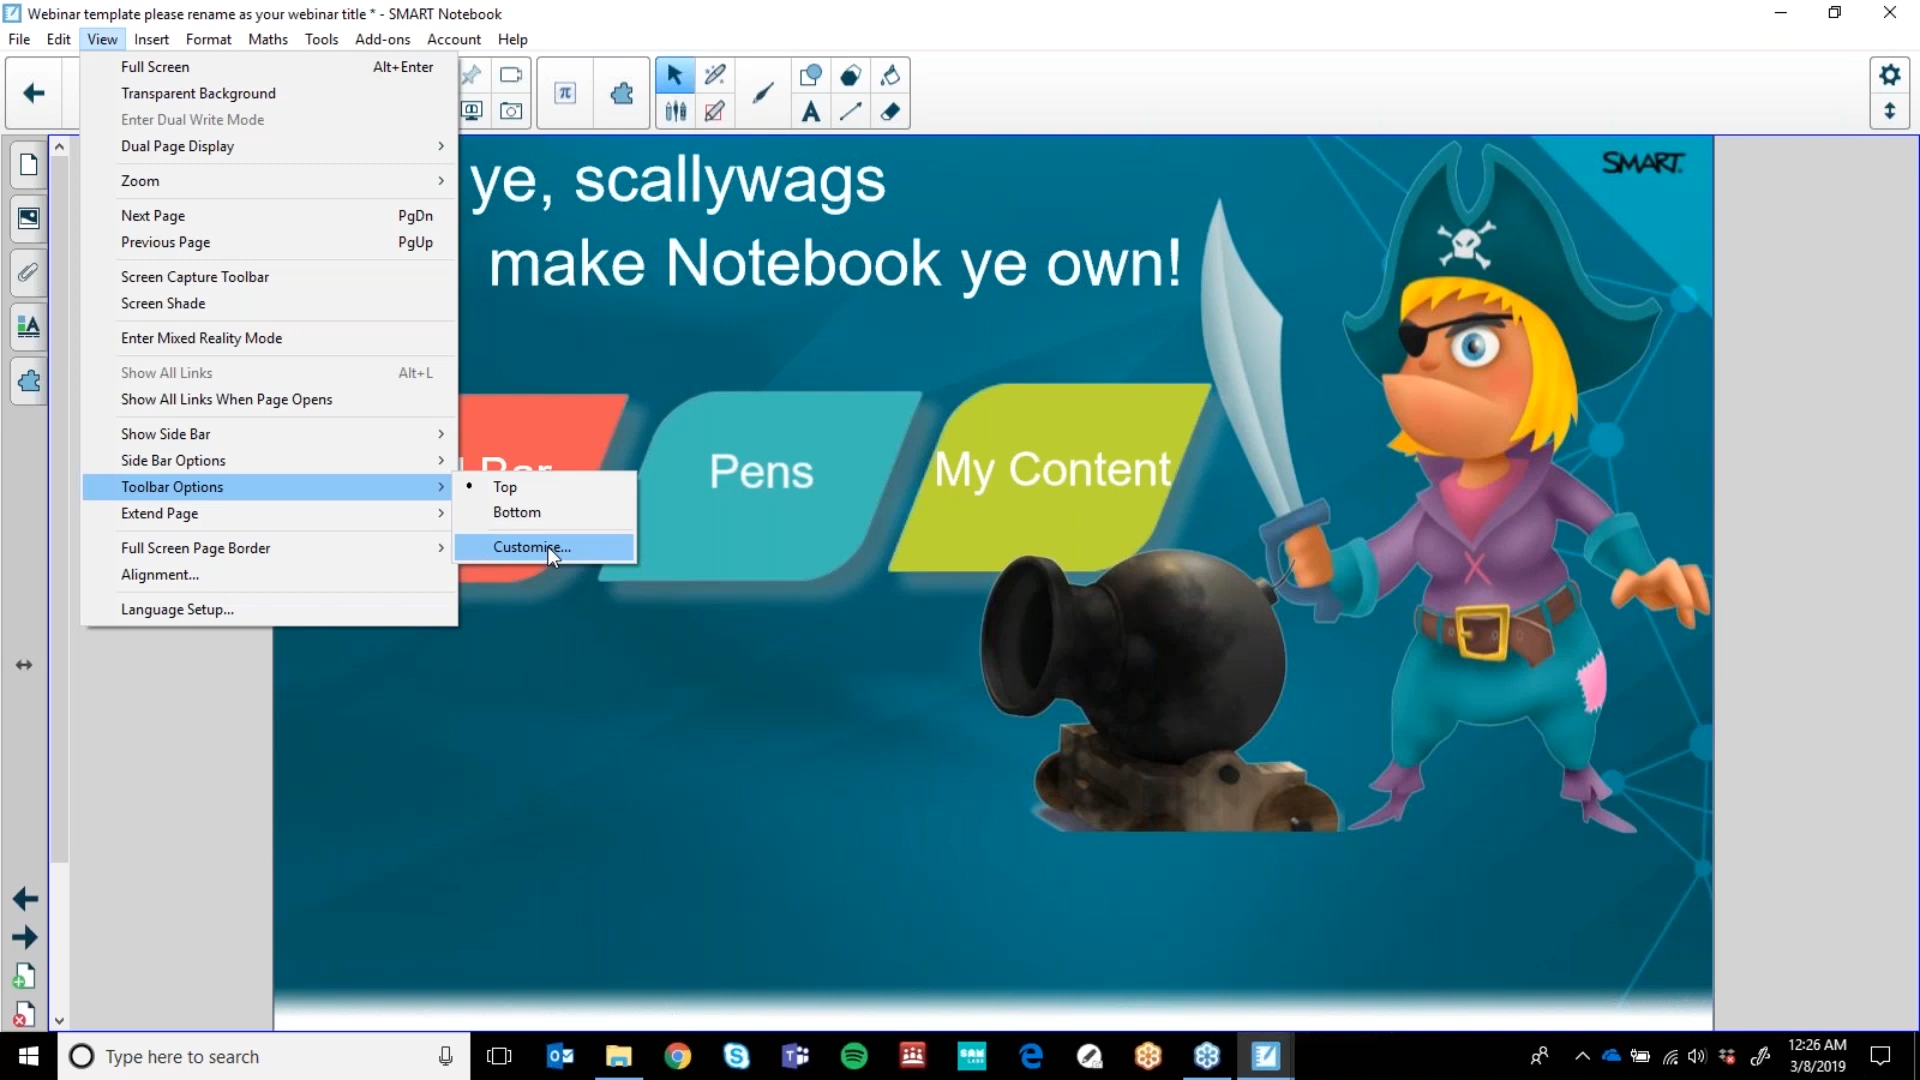 Webinar template please rename as your webinar title * - SMART Notebook
File Edit View Insert Format Maths Tools Add-ons Account Help
Full Screen Alt+Enter
Transparent Background
Enter Dual Write Mode
Dual Page Display
Zoom
Next Page PgDn
Previous Page PgUp
Screen Capture Toolbar
Screen Shade
Enter Mixed Reality Mode
Show All Links Alt+L
Show All Links When Page Opens
Show Side Bar
Side Bar Options
Toolbar Options
Extend Page
Full Screen Page Border
Alignment...
Language Setup...
Top
Bottom
Customise...
SMART
ye, scallywags
make Notebook ye own!
Bar
Pens
My Content
Type here to search
12:26 AM
3/8/2019